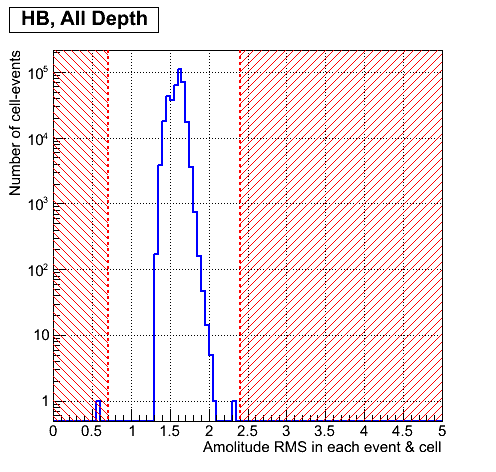 HB, All Depth
Number of cell-events
10⁵
10⁴
10³
10²
10
1
0 0.5 1 1.5 2 2.5 3 3.5 4 4.5 5
Amolitude RMS in each event & cell